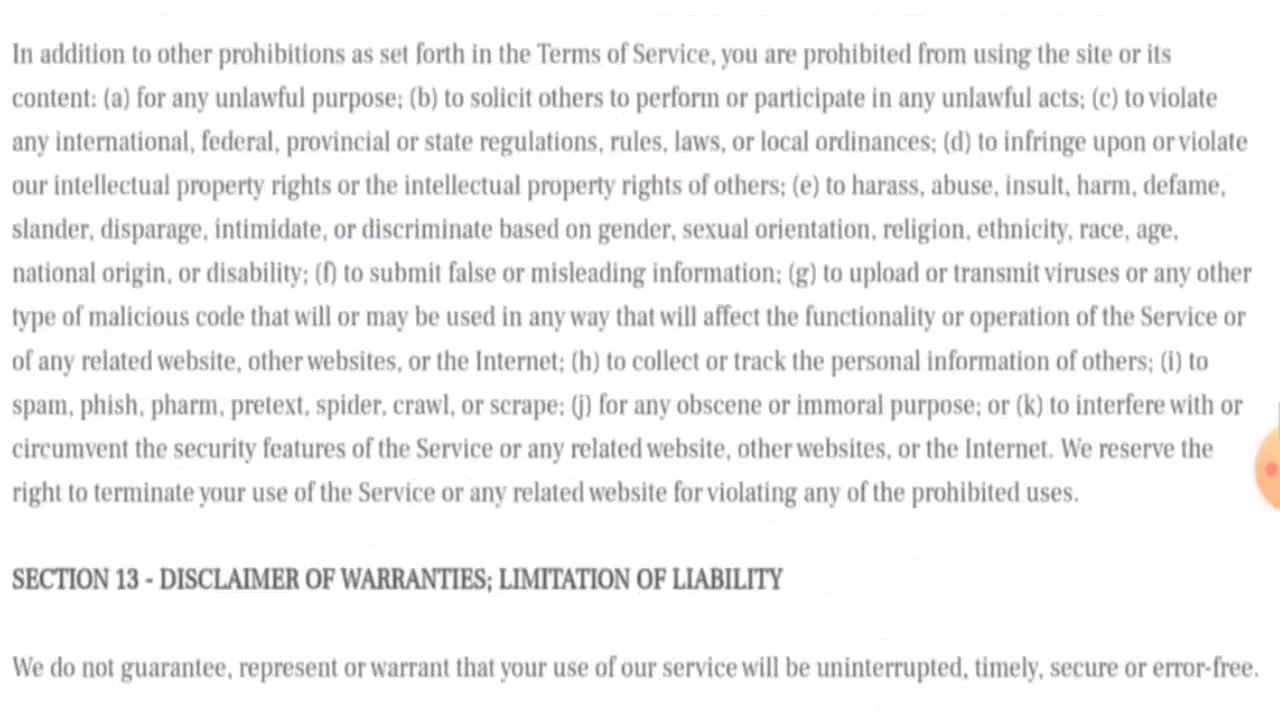 In addition to other prohibitions as set forth in the Terms of Service, you are prohibited from using the site or its
content: (a) for any unlawful purpose; (b) to solicit others to perform or participate in any unlawful acts; (c) to violate
any international, federal, provincial or state regulations, rules, laws, or local ordinances; (d) to infringe upon or violate
our intellectual property rights or the intellectual property rights of others; (e) to harass, abuse, insult, harm, defame,
slander, disparage, intimidate, or discriminate based on gender, sexual orientation, religion, ethnicity, race, age,
national origin, or disability; (f) to submit false or misleading information; (g) to upload or transmit viruses or any other
type of malicious code that will or may be used in any way that will affect the functionality or operation of the Service or
of any related website, other websites, or the Internet; (h) to collect or track the personal information of others; (i) to
spam, phish, pharm, pretext, spider, crawl, or scrape; (j) for any obscene or immoral purpose; or (k) to interfere with or
circumvent the security features of the Service or any related website, other websites, or the Internet. We reserve the
right to terminate your use of the Service or any related website for violating any of the prohibited uses.
SECTION 13 - DISCLAIMER OF WARRANTIES; LIMITATION OF LIABILITY
We do not guarantee, represent or warrant that your use of our service will be uninterrupted, timely, secure or error-free.